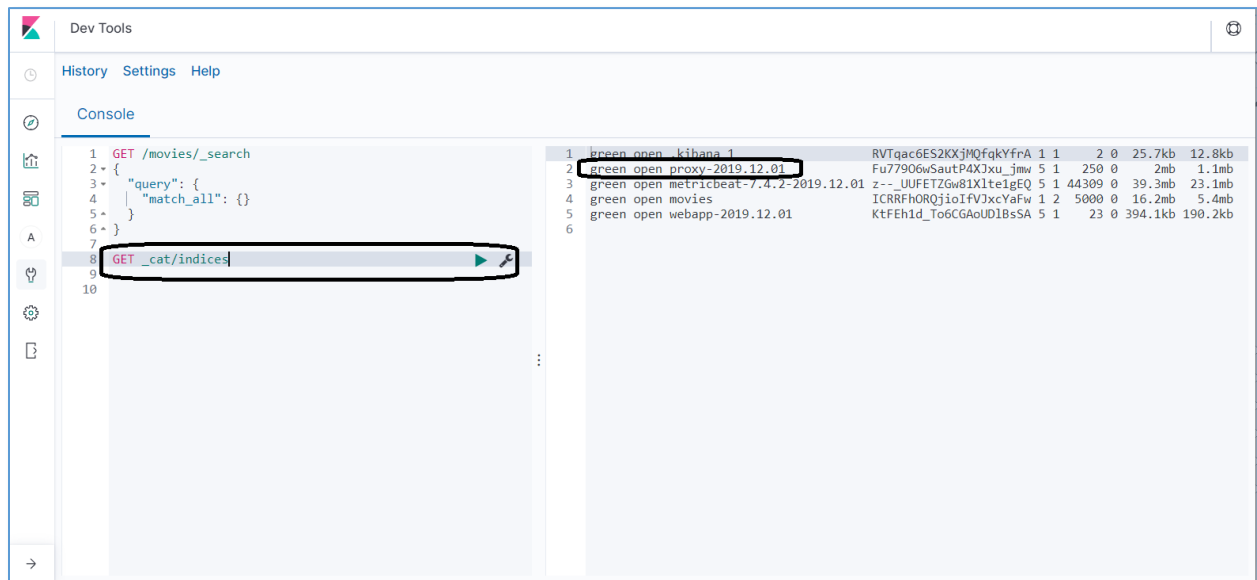 Dev Tools
History Settings Help
Console
1 GET /movies/_search
2 {
3 "query": {
4 "match_all": {}
5 }
6 }
7
8 GET _cat/indices
9
10
A
1 green open .kibana_1 RVTqac6ES2KXjMQfqkYfrA 1 1 2 0 25.7kb 12.8kb
2 green open proxy-2019.12.01 Fu779O6wSautP4XJxu_jmw 5 1 250 0 2mb 1.1mb
3 green open metricbeat-7.4.2-2019.12.01 z--_UUFETZGw81Xlte1gEQ 5 1 44309 0 39.3mb 23.1mb
4 green open movies ICRRFhORQjioIfVJxcYaFw 1 2 5000 0 16.2mb 5.4mb
5 green open webapp-2019.12.01 KtFEh1d_To6CGAoUDlBsSA 5 1 23 0 394.1kb 190.2kb
6